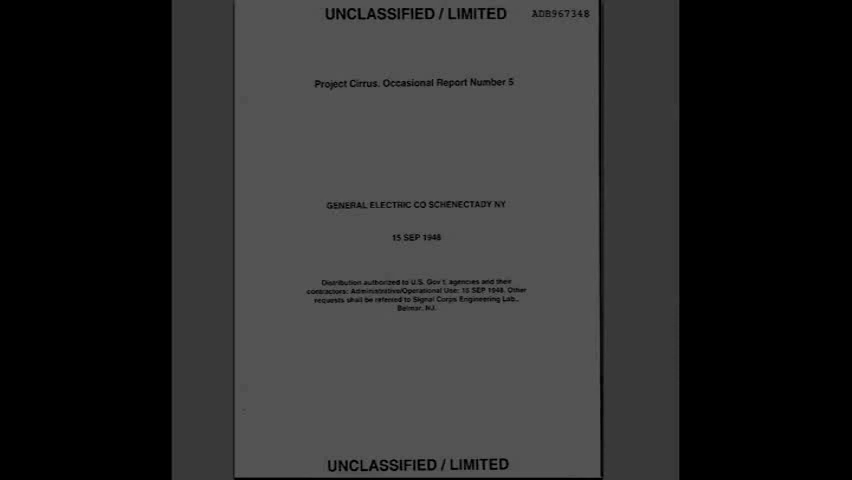 UNCLASSIFIED / LIMITED
ADB967348
Project Cirrus. Occasional Report Number 5
GENERAL ELECTRIC CO SCHENECTADY NY
15 SEP 1948
Distribution authorized to U.S. Gov't. agencies and their
contractors; Administrative/Operational Use; 15 SEP 1948. Other
requests shall be referred to Signal Corps Engineering Lab.,
Belmar, NJ.
UNCLASSIFIED / LIMITED